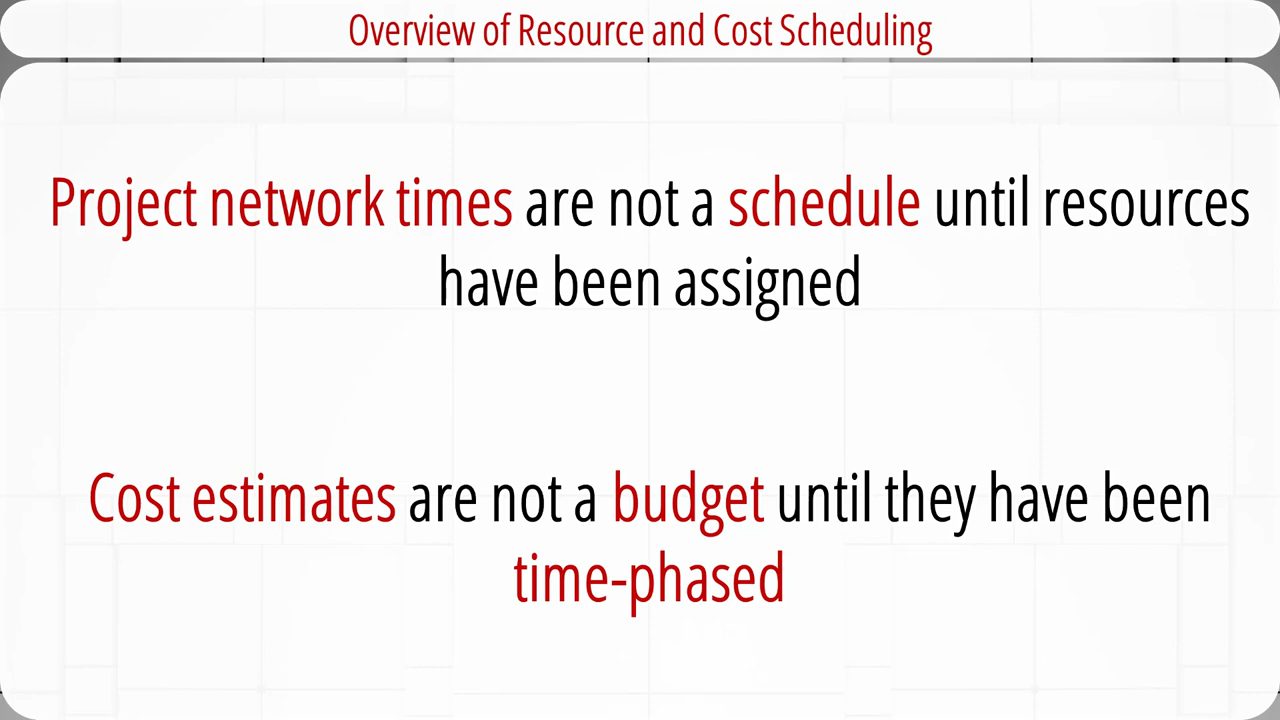 Overview of Resource and Cost Scheduling
Project network times are not a schedule until resources
have been assigned
Cost estimates are not a budget until they have been
time-phased